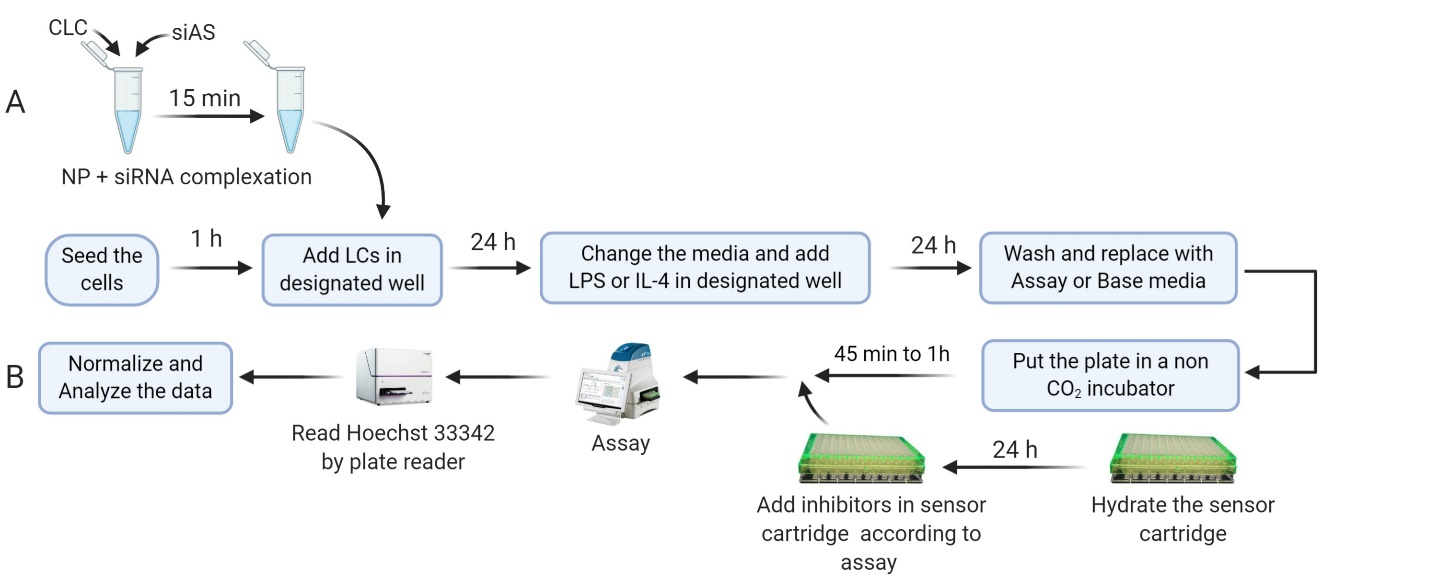 CLC
siAS
A
15 min
NP + siRNA complexation
Seed the
cells
1 h
Add LCs in
designated well
24 h
Change the media and add
LPS or IL-4 in designated well
24 h
Wash and replace with
Assay or Base media
B
Normalize and
Analyze the data
Read Hoechst 33342
by plate reader
Assay
45 min to 1h
Put the plate in a non
CO₂ incubator
24 h
Add inhibitors in sensor
cartridge according to
assay
Hydrate the sensor
cartridge